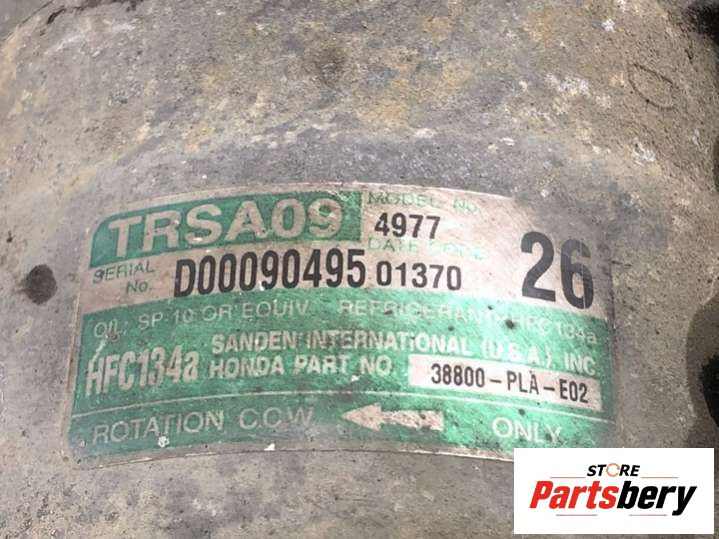 TRSA09
MODEL No.
4977
DATE CODE
SERIAL No.
D00090495 01370
26
OIL; SP-10 OR EQUIV. REFRIGERANT; HFC134a
HFC134a
SANDEN INTERNATIONAL (U.S.A.), INC.
HONDA PART NO. 38800-PLA-E02
ROTATION C.C.W. ONLY
STORE
Partsbery